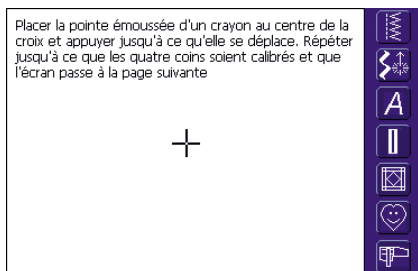 Placer la pointe émoussée d'un crayon au centre de la
croix et appuyer jusqu'à ce qu'elle se déplace. Répéter
jusqu'à ce que les quatre coins soient calibrés et que
l'écran passe à la page suivante
A